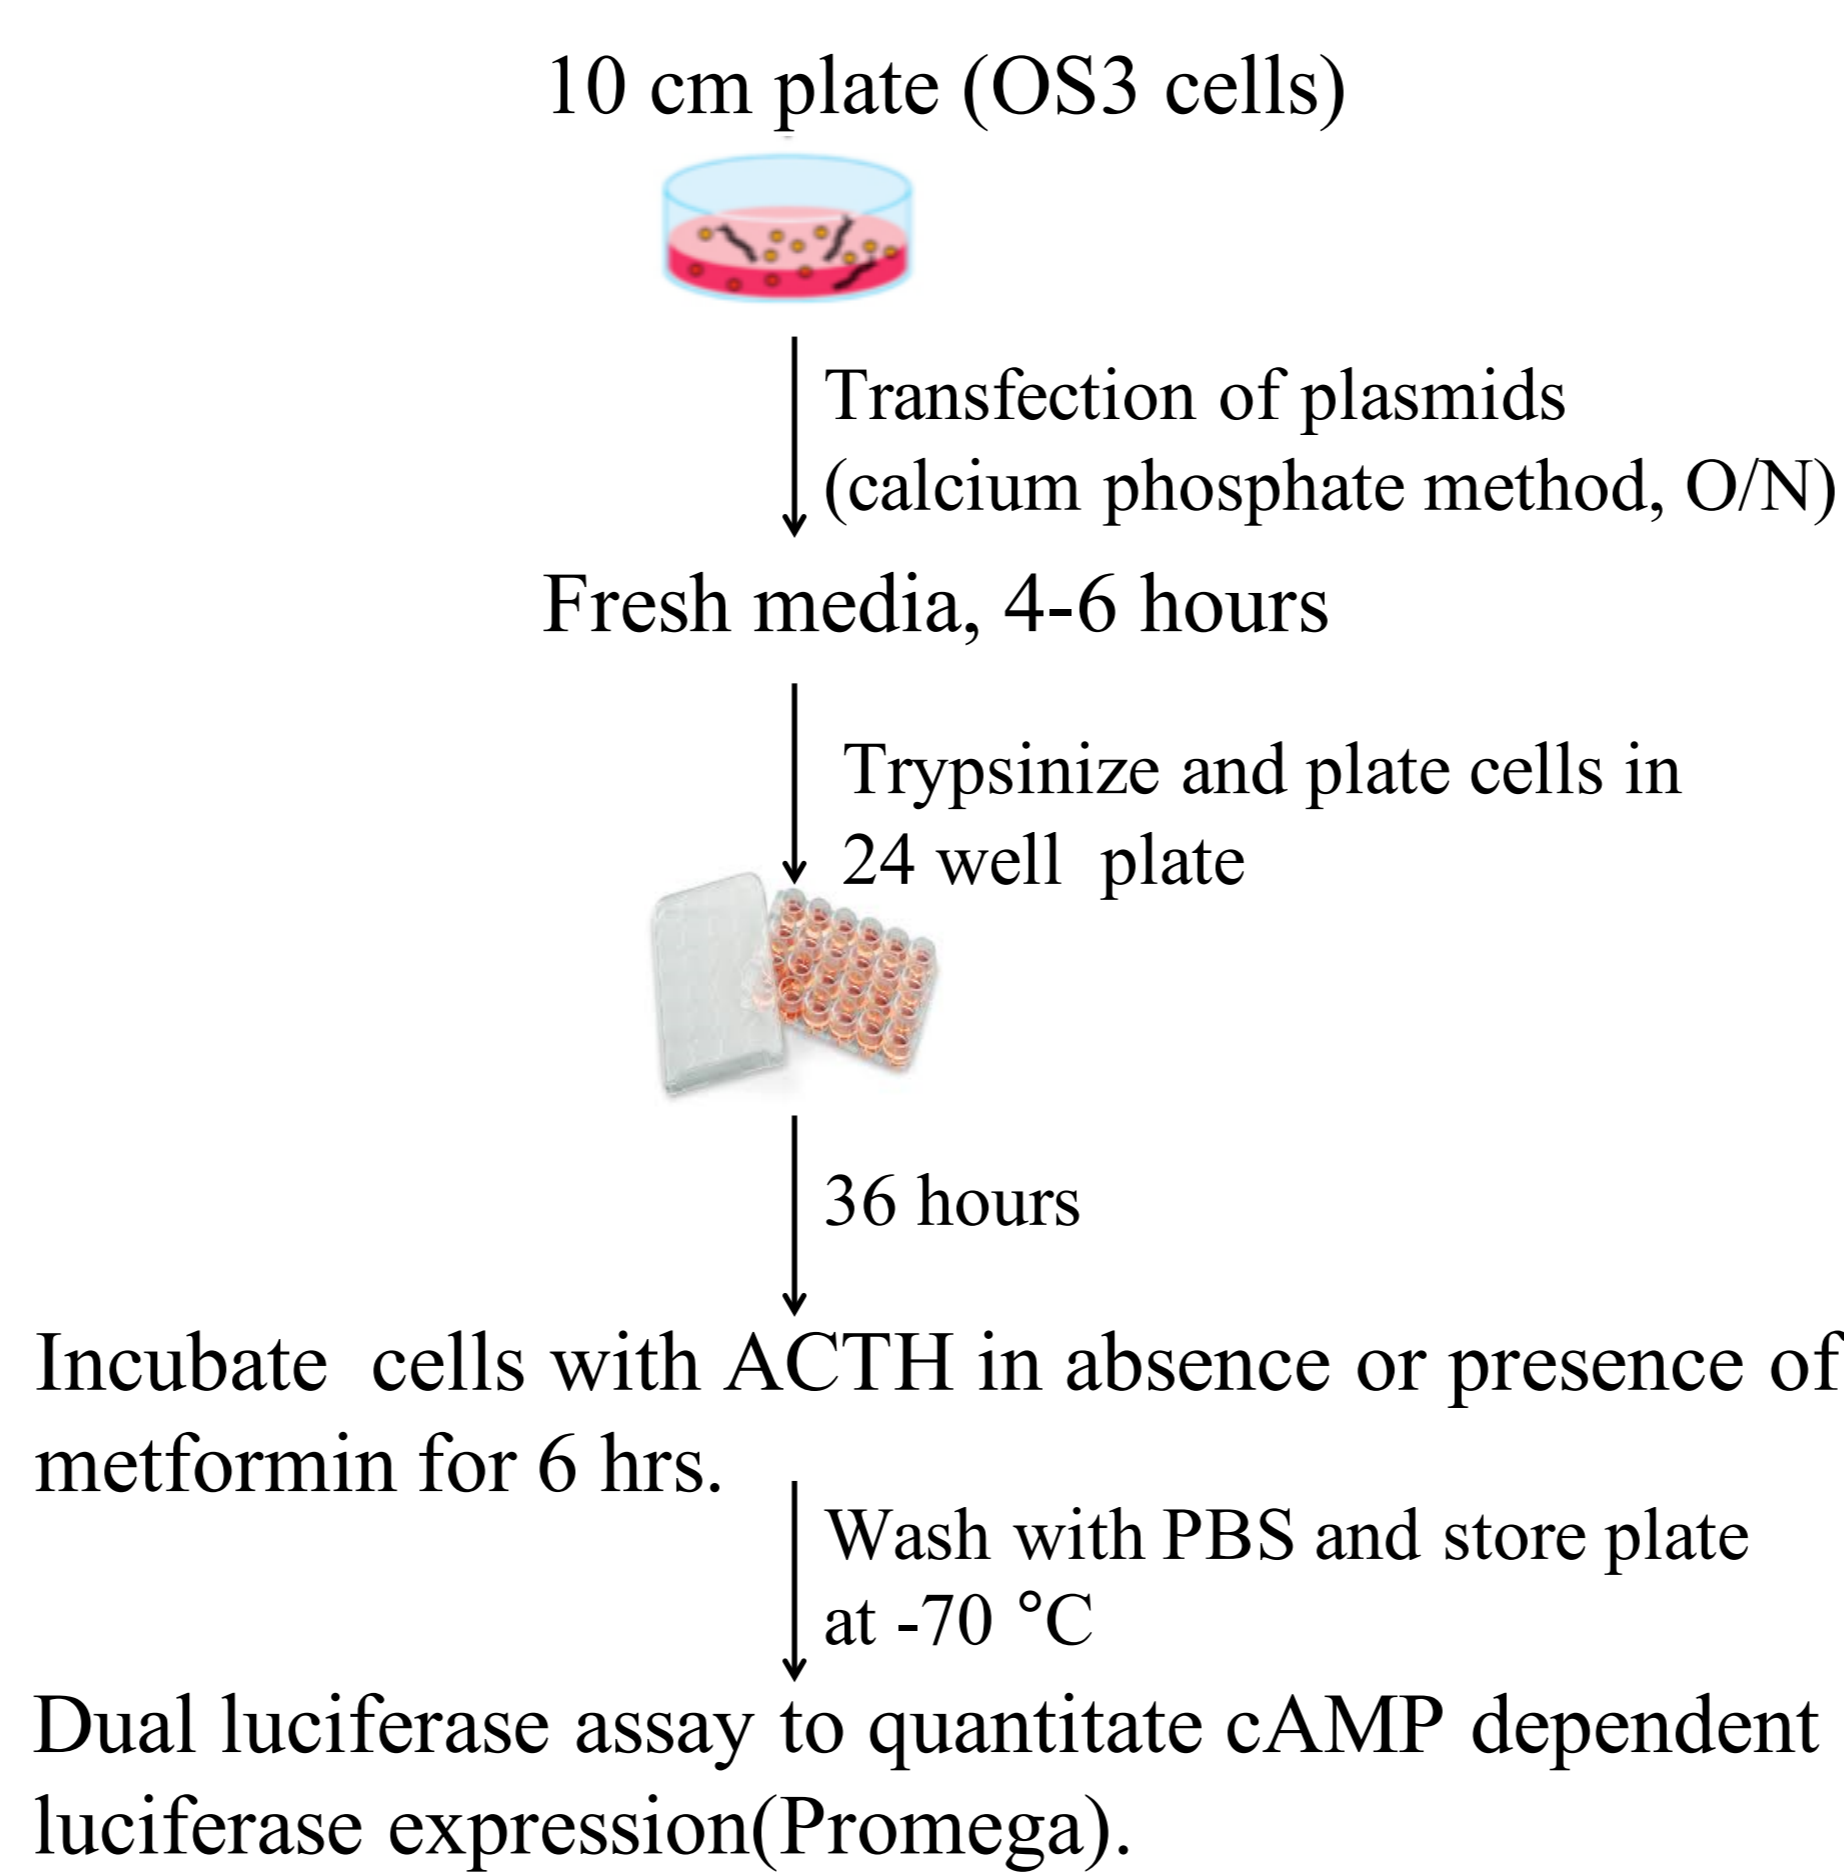 10 cm plate (OS3 cells)
Transfection of plasmids
(calcium phosphate method, O/N)
Fresh media, 4-6 hours
Trypsinize and plate cells in
24 well plate
36 hours
Incubate cells with ACTH in absence or presence of
metformin for 6 hrs.
Wash with PBS and store plate
at -70 °C
Dual luciferase assay to quantitate cAMP dependent
luciferase expression(Promega).